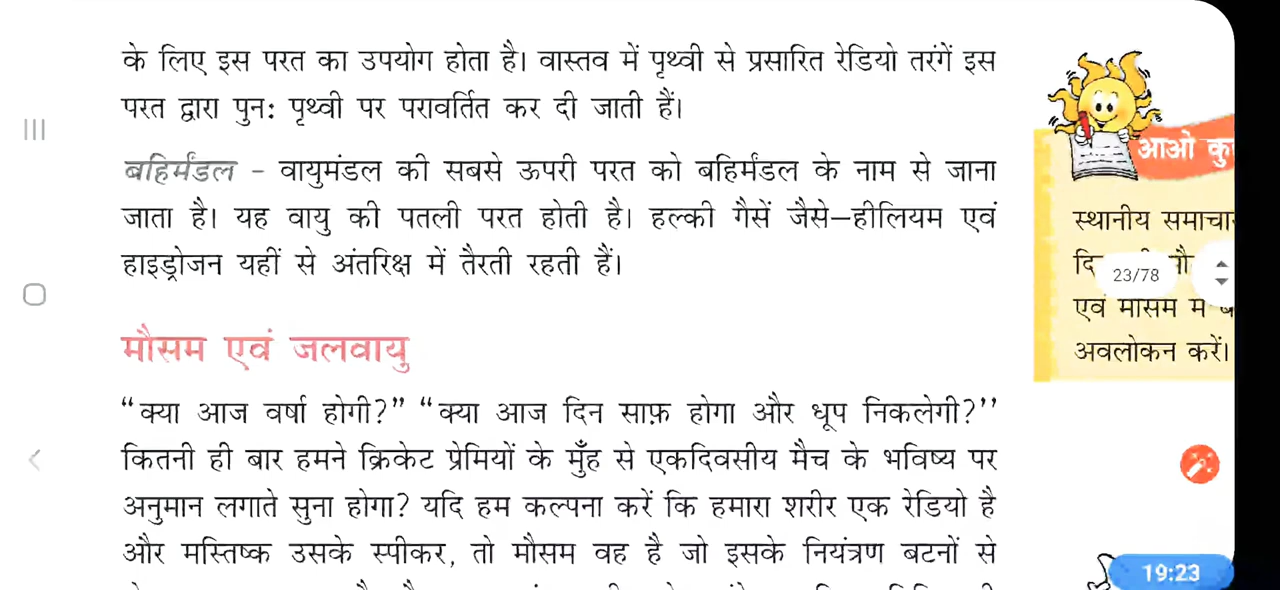 के लिए इस परत का उपयोग होता है। वास्तव में पृथ्वी से प्रसारित रेडियो तरंगें इस
परत द्वारा पुनः पृथ्वी पर परावर्तित कर दी जाती हैं।
बहिर्मंडल - वायुमंडल की सबसे ऊपरी परत को बहिर्मंडल के नाम से जाना
जाता है। यह वायु की पतली परत होती है। हल्की गैसें जैसे–हीलियम एवं
हाइड्रोजन यहीं से अंतरिक्ष में तैरती रहती हैं।
मौसम एवं जलवायु
“क्या आज वर्षा होगी?” “क्या आज दिन साफ़ होगा और धूप निकलेगी?’’
कितनी ही बार हमने क्रिकेट प्रेमियों के मुँह से एकदिवसीय मैच के भविष्य पर
अनुमान लगाते सुना होगा? यदि हम कल्पना करें कि हमारा शरीर एक रेडियो है
और मस्तिष्क उसके स्पीकर, तो मौसम वह है जो इसके नियंत्रण बटनों से
आओ
स्थानीय
23/78
एवं
अवलोकन करें।
19:23